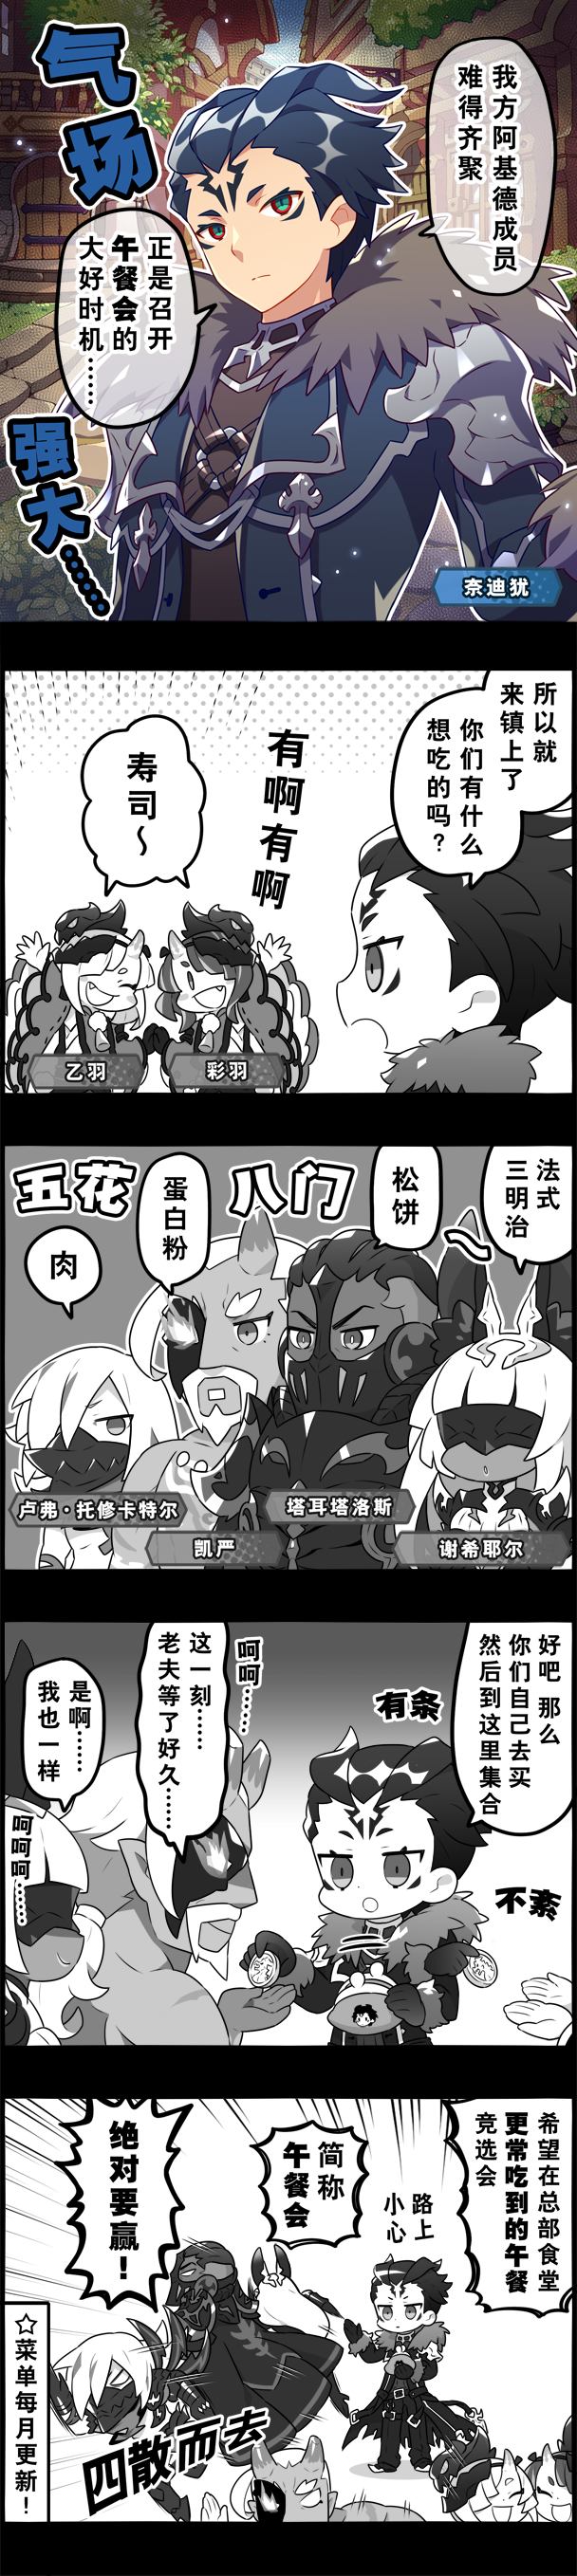 我方阿基德成员
难得齐聚
气场
正是召开
午餐会的
大好时机……
强大……
奈迪犹
所以就
来镇上了
你们有什么
想吃的吗?
有啊有啊
寿司～
彩羽
乙羽
法式
三明治
～
松饼
八门
蛋白粉
五花
肉
卢弗·托修卡特尔
塔耳塔洛斯
凯严
谢希耶尔
好吧 那么
你们自己去买
然后到这里集合
有条
不紊
呵呵……
这一刻……
老夫等了好久……
是啊……
我也一样
呵呵呵……
希望在总部食堂
更常吃到的午餐
竞选会
路上
小心
简称
午餐会
绝对要赢！
四散而去
☆菜单每月更新！